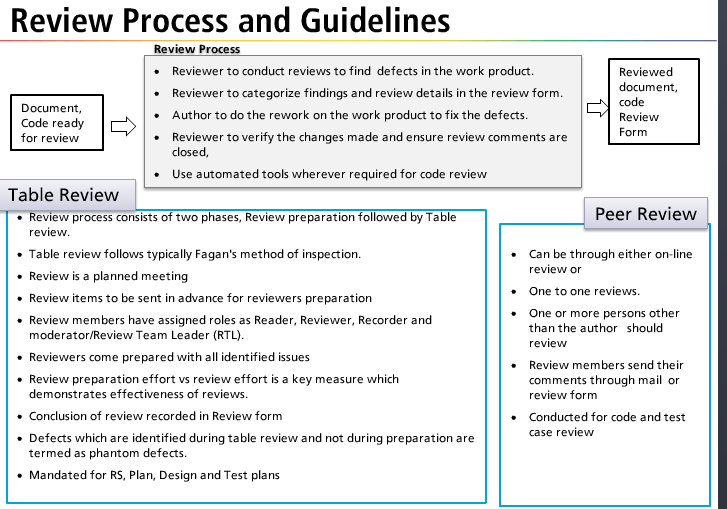 Review Process and Guidelines
Review Process
Document,
Code ready
for review
• Reviewer to conduct reviews to find defects in the work product.
• Reviewer to categorize findings and review details in the review form.
• Author to do the rework on the work product to fix the defects.
• Reviewer to verify the changes made and ensure review comments are
closed,
• Use automated tools wherever required for code review
Reviewed
document,
code
Review
Form
Table Review
• Review process consists of two phases, Review preparation followed by Table
review.
• Table review follows typically Fagan's method of inspection.
• Review is a planned meeting
• Review items to be sent in advance for reviewers preparation
• Review members have assigned roles as Reader, Reviewer, Recorder and
moderator/Review Team Leader (RTL).
• Reviewers come prepared with all identified issues
• Review preparation effort vs review effort is a key measure which
demonstrates effectiveness of reviews.
• Conclusion of review recorded in Review form
• Defects which are identified during table review and not during preparation are
termed as phantom defects.
• Mandated for RS, Plan, Design and Test plans
Peer Review
• Can be through either on-line
review or
• One to one reviews.
• One or more persons other
than the author should
review
• Review members send their
comments through mail or
review form
• Conducted for code and test
case review